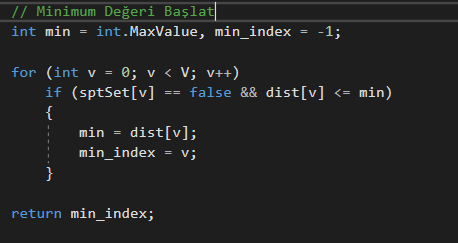 // Minimum Değeri Başlat
int min = int.MaxValue, min_index = -1;
for (int v = 0; v < V; v++)
if (sptSet[v] == false && dist[v] <= min)
{
min = dist[v];
min_index = v;
}
return min_index;